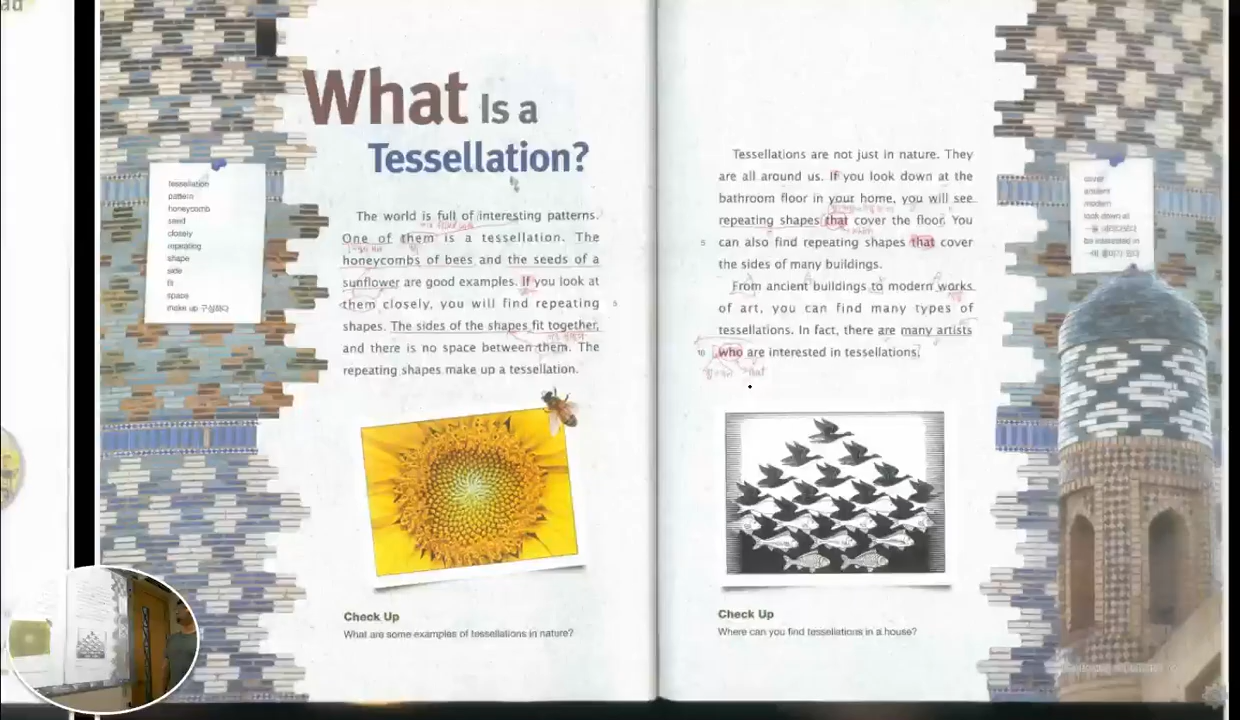 What Is a
Tessellation?
tessellation
pattern
honeycomb
seed
closely
repeating
shape
side
fit
space
make up 구성하다
The world is full of interesting patterns.
One of them is a tessellation. The
honeycombs of bees and the seeds of a
sunflower are good examples. If you look at
them closely, you will find repeating
5
shapes. The sides of the shapes fit together,
and there is no space between them. The
repeating shapes make up a tessellation.
Check Up
What are some examples of tessellations in nature?
Tessellations are not just in nature. They
are all around us. If you look down at the
bathroom floor in your home, you will see
repeating shapes that cover the floor. You
5 can also find repeating shapes that cover
the sides of many buildings.
From ancient buildings to modern works
of art, you can find many types of
tessellations. In fact, there are many artists
10 who are interested in tessellations.
that
Check Up
Where can you find tessellations in a house?
cover
ancient
modern
look down at
be interested in